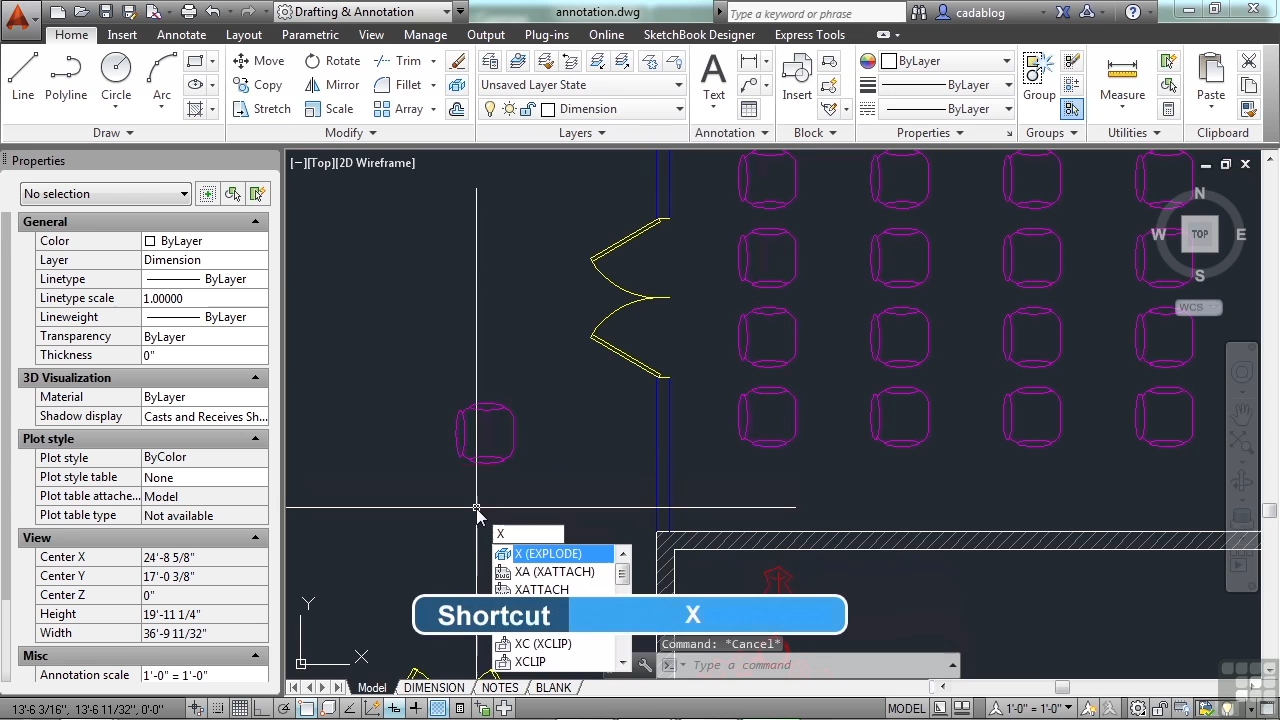 Drafting & Annotation
annotation.dwg
Type a keyword or phrase
cadablog
Home Insert Annotate Layout Parametric View Manage Output Plug-ins Online SketchBook Designer Express Tools
Line Polyline Circle Arc
Move Rotate Trim
Copy Mirror Fillet
Stretch Scale Array
Unsaved Layer State
Dimension
Text
Insert
ByLayer
ByLayer
ByLayer
Group
Measure
Paste
Draw Modify Layers Annotation Block Properties Groups Utilities Clipboard
Properties
[−][Top][2D Wireframe]
No selection
General
Color ByLayer
Layer Dimension
Linetype ByLayer
Linetype scale 1.00000
Lineweight ByLayer
Transparency ByLayer
Thickness 0"
3D Visualization
Material ByLayer
Shadow display Casts and Receives Sh...
Plot style
Plot style ByColor
Plot style table None
Plot table attache... Model
Plot table type Not available
View
Center X 24'-8 5/8"
Center Y 17'-0 3/8"
Center Z 0"
Height 19'-11 1/4"
Width 36'-9 11/32"
Misc
Annotation scale 1'-0" = 1'-0"
N
W TOP E
S
WCS
X
X (EXPLODE)
XA (XATTACH)
XATTACH
Shortcut X
XC (XCLIP)
XCLIP
Y
X
Command: *Cancel*
Type a command
Model DIMENSION NOTES BLANK
13'-6 3/16", 13'-6 11/32", 0'-0"
MODEL
1'-0" = 1'-0"